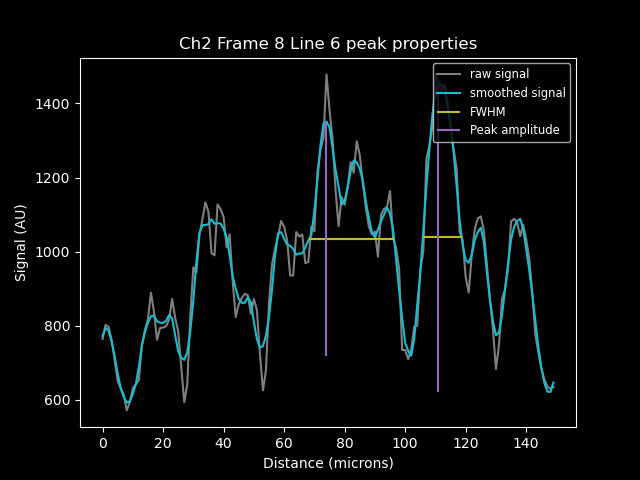 Ch2 Frame 8 Line 6 peak properties
raw signal
smoothed signal
FWHM
Peak amplitude
1400
1200
1000
800
600
Signal (AU)
0 20 40 60 80 100 120 140
Distance (microns)